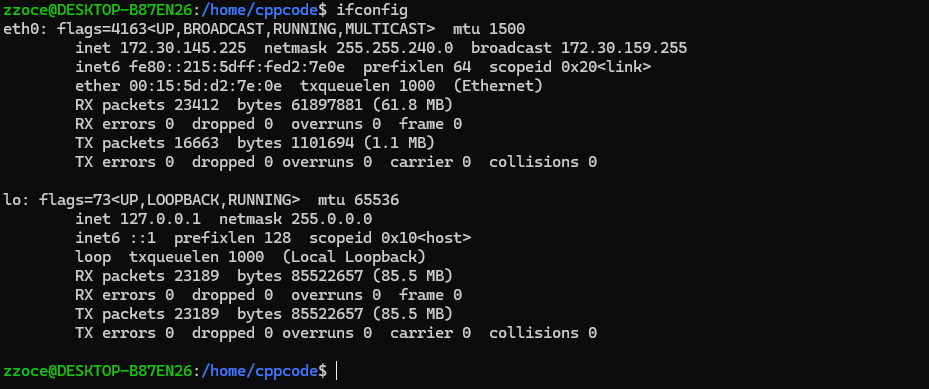 zzoce@DESKTOP-B87EN26:/home/cppcode$ ifconfig
eth0: flags=4163<UP,BROADCAST,RUNNING,MULTICAST>  mtu 1500
        inet 172.30.145.225  netmask 255.255.240.0  broadcast 172.30.159.255
        inet6 fe80::215:5dff:fed2:7e0e  prefixlen 64  scopeid 0x20<link>
        ether 00:15:5d:d2:7e:0e  txqueuelen 1000  (Ethernet)
        RX packets 23412  bytes 61897881 (61.8 MB)
        RX errors 0  dropped 0  overruns 0  frame 0
        TX packets 16663  bytes 1101694 (1.1 MB)
        TX errors 0  dropped 0 overruns 0  carrier 0  collisions 0

lo: flags=73<UP,LOOPBACK,RUNNING>  mtu 65536
        inet 127.0.0.1  netmask 255.0.0.0
        inet6 ::1  prefixlen 128  scopeid 0x10<host>
        loop  txqueuelen 1000  (Local Loopback)
        RX packets 23189  bytes 85522657 (85.5 MB)
        RX errors 0  dropped 0  overruns 0  frame 0
        TX packets 23189  bytes 85522657 (85.5 MB)
        TX errors 0  dropped 0 overruns 0  carrier 0  collisions 0

zzoce@DESKTOP-B87EN26:/home/cppcode$